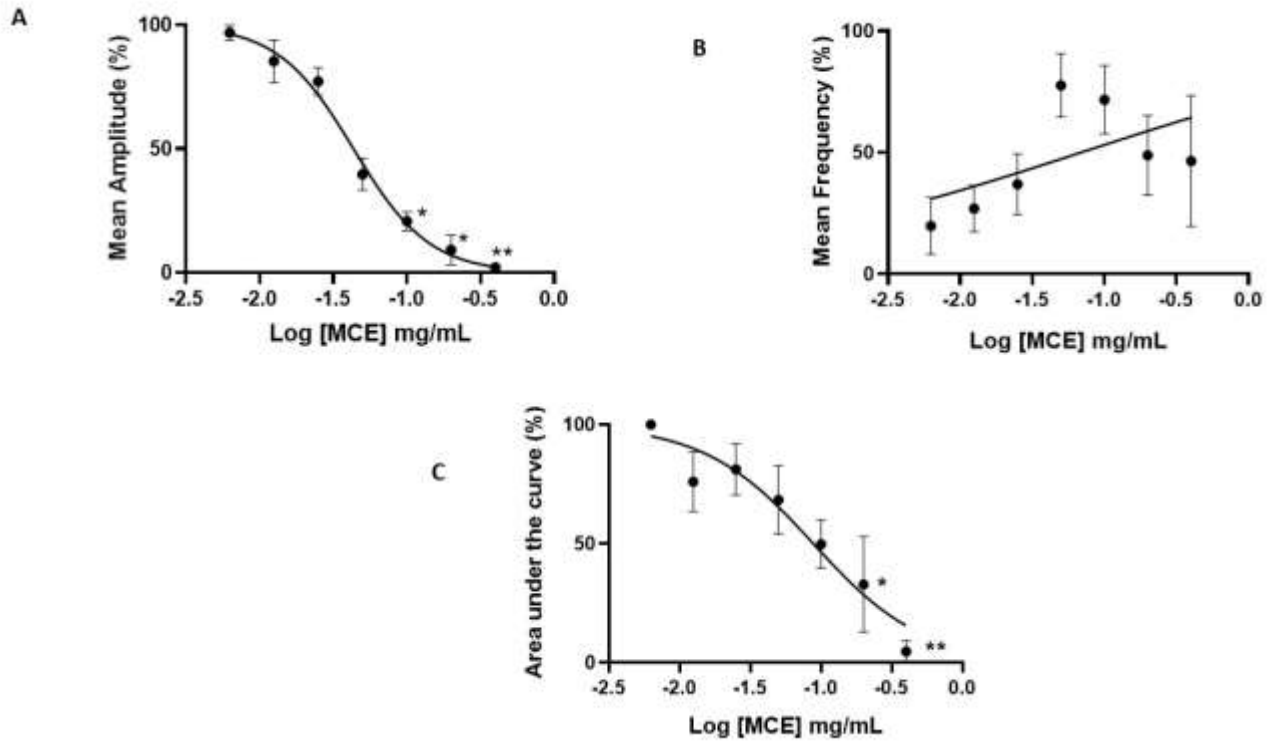 A
Mean Amplitude (%)
100
50
0
*
*
**
-2.5 -2.0 -1.5 -1.0 -0.5 0.0
Log [MCE] mg/mL
B
Mean Frequency (%)
100
50
0
-2.5 -2.0 -1.5 -1.0 -0.5 0.0
Log [MCE] mg/mL
C
Area under the curve (%)
100
50
0
*
**
-2.5 -2.0 -1.5 -1.0 -0.5 0.0
Log [MCE] mg/mL